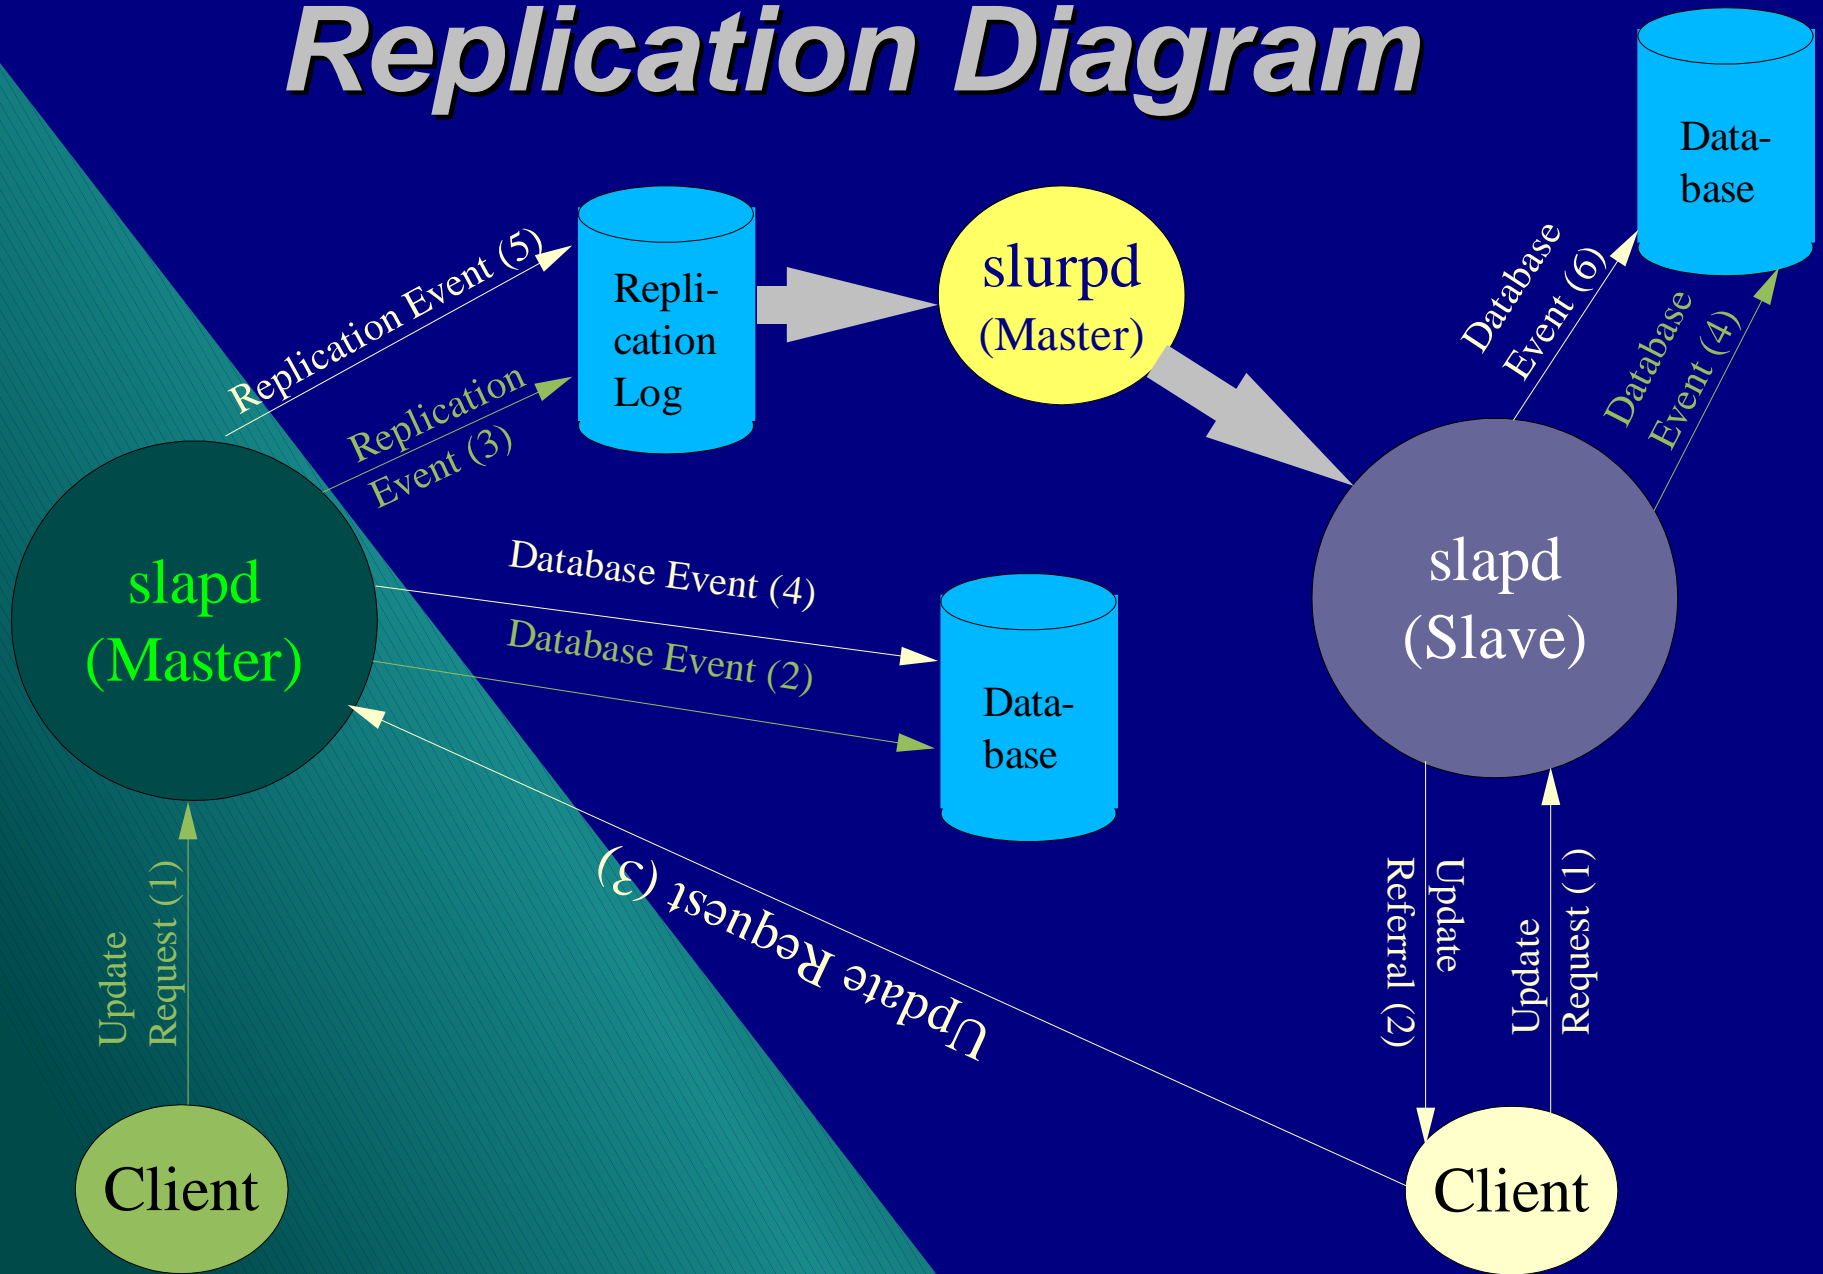 Replication Diagram
Data-
base
Replication Event (5)
Repli-
cation
Log
slurpd
(Master)
Database
Event (6)
Database
Event (4)
Replication
Event (3)
slapd
(Master)
Database Event (4)
Database Event (2)
Data-
base
slapd
(Slave)
Update Request (3)
Update
Request (1)
Update
Referral (2)
Update
Request (1)
Client
Client